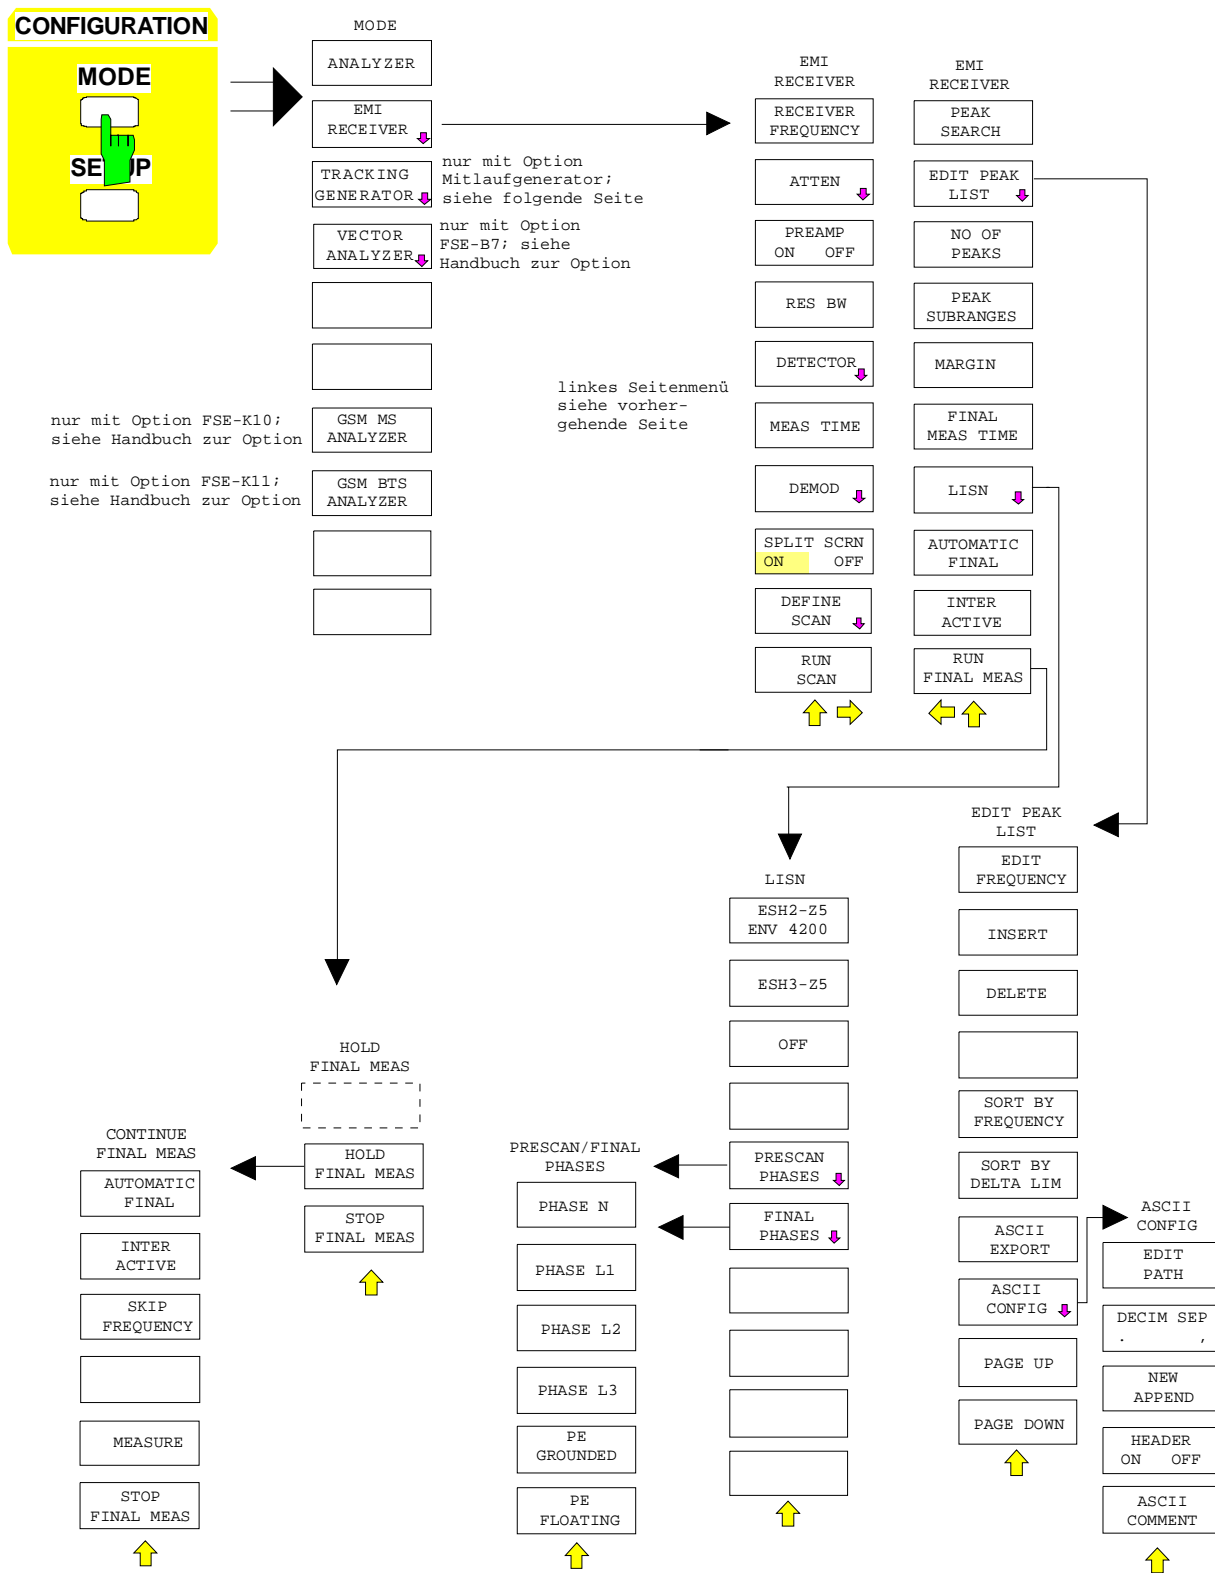 CONFIGURATION
MODE
SETUP
MODE
ANALYZER
EMI
RECEIVER
TRACKING
GENERATOR
nur mit Option
Mitlaufgenerator;
siehe folgende Seite
VECTOR
ANALYZER
nur mit Option
FSE-B7; siehe
Handbuch zur Option
nur mit Option FSE-K10;
siehe Handbuch zur Option
GSM MS
ANALYZER
nur mit Option FSE-K11;
siehe Handbuch zur Option
GSM BTS
ANALYZER
linkes Seitenmenü
siehe vorher-
gehende Seite
EMI
RECEIVER
RECEIVER
FREQUENCY
ATTEN
PREAMP
ON OFF
RES BW
DETECTOR
MEAS TIME
DEMOD
SPLIT SCRN
ON OFF
DEFINE
SCAN
RUN
SCAN
EMI
RECEIVER
PEAK
SEARCH
EDIT PEAK
LIST
NO OF
PEAKS
PEAK
SUBRANGES
MARGIN
FINAL
MEAS TIME
LISN
AUTOMATIC
FINAL
INTER
ACTIVE
RUN
FINAL MEAS
HOLD
FINAL MEAS
HOLD
FINAL MEAS
STOP
FINAL MEAS
CONTINUE
FINAL MEAS
AUTOMATIC
FINAL
INTER
ACTIVE
SKIP
FREQUENCY
MEASURE
STOP
FINAL MEAS
LISN
ESH2-Z5
ENV 4200
ESH3-Z5
OFF
PRESCAN
PHASES
FINAL
PHASES
PRESCAN/FINAL
PHASES
PHASE N
PHASE L1
PHASE L2
PHASE L3
PE
GROUNDED
PE
FLOATING
EDIT PEAK
LIST
EDIT
FREQUENCY
INSERT
DELETE
SORT BY
FREQUENCY
SORT BY
DELTA LIM
ASCII
EXPORT
ASCII
CONFIG
PAGE UP
PAGE DOWN
ASCII
CONFIG
EDIT
PATH
DECIM SEP
. ,
NEW
APPEND
HEADER
ON OFF
ASCII
COMMENT